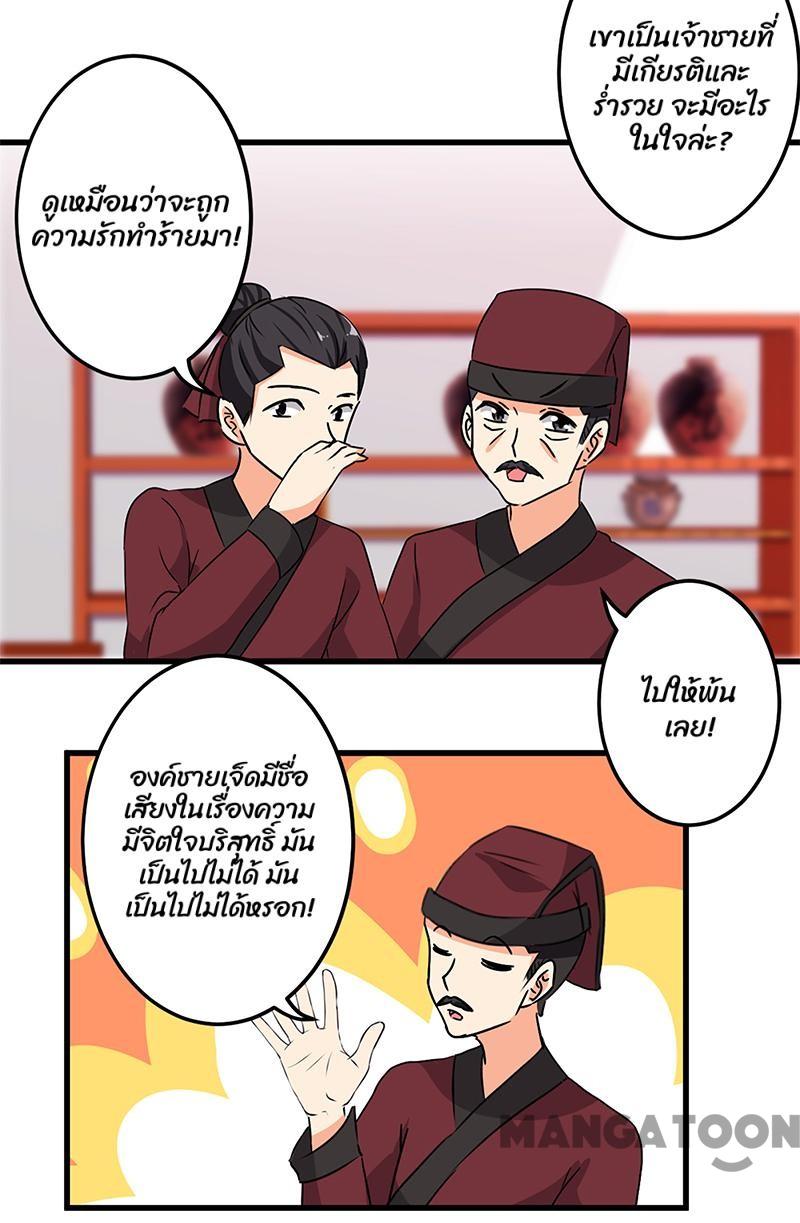 เขาเป็นเจ้าชายที่
มีเกียรติและ
ร่ำรวย จะมีอะไร
ในใจล่ะ?
ดูเหมือนว่าจะถูก
ความรักทำร้ายมา!
ไปให้พ้น
เลย!
องค์ชายเจ็ดมีชื่อ
เสียงในเรื่องความ
มีจิตใจบริสุทธิ์ มัน
เป็นไปไม่ได้ มัน
เป็นไปไม่ได้หรอก!
MANGATOON